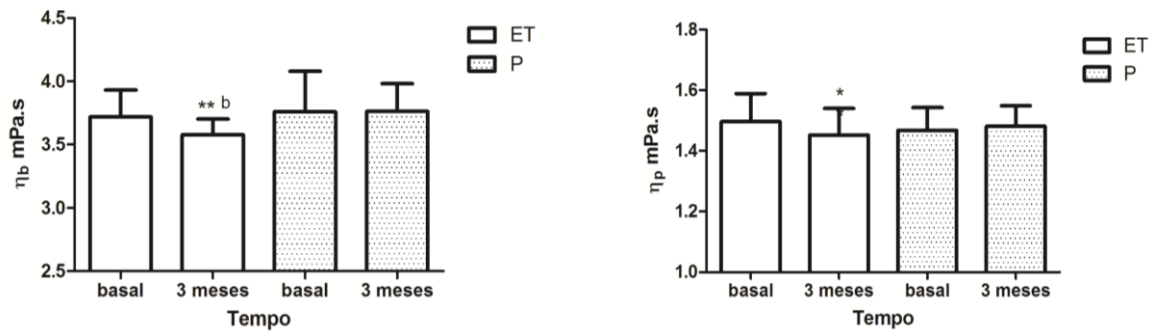 ηb mPa.s
4.5
4.0
3.5
3.0
2.5
** b
basal
3 meses
basal
3 meses
Tempo
ET
P
ηp mPa.s
1.8
1.6
1.4
1.2
1.0
*
basal
3 meses
basal
3 meses
Tempo
ET
P